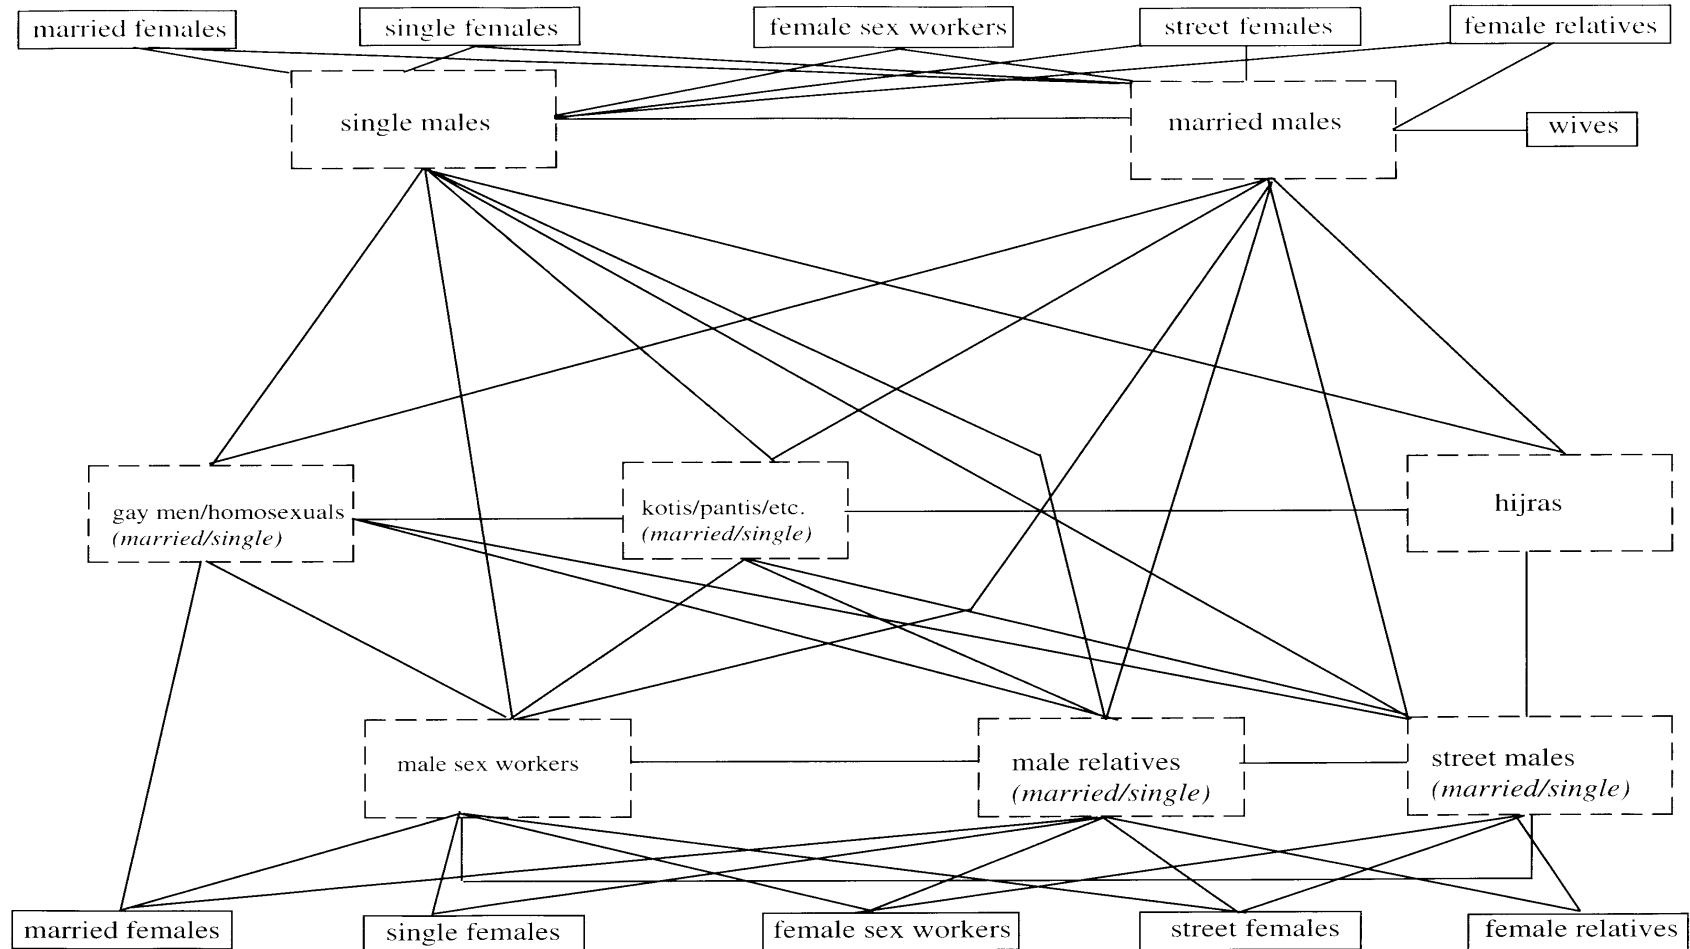 married females
single females
female sex workers
street females
female relatives
single males
married males
wives
gay men/homosexuals
(married/single)
kotis/pantis/etc.
(married/single)
hijras
male sex workers
male relatives
(married/single)
street males
(married/single)
married females
single females
female sex workers
street females
female relatives